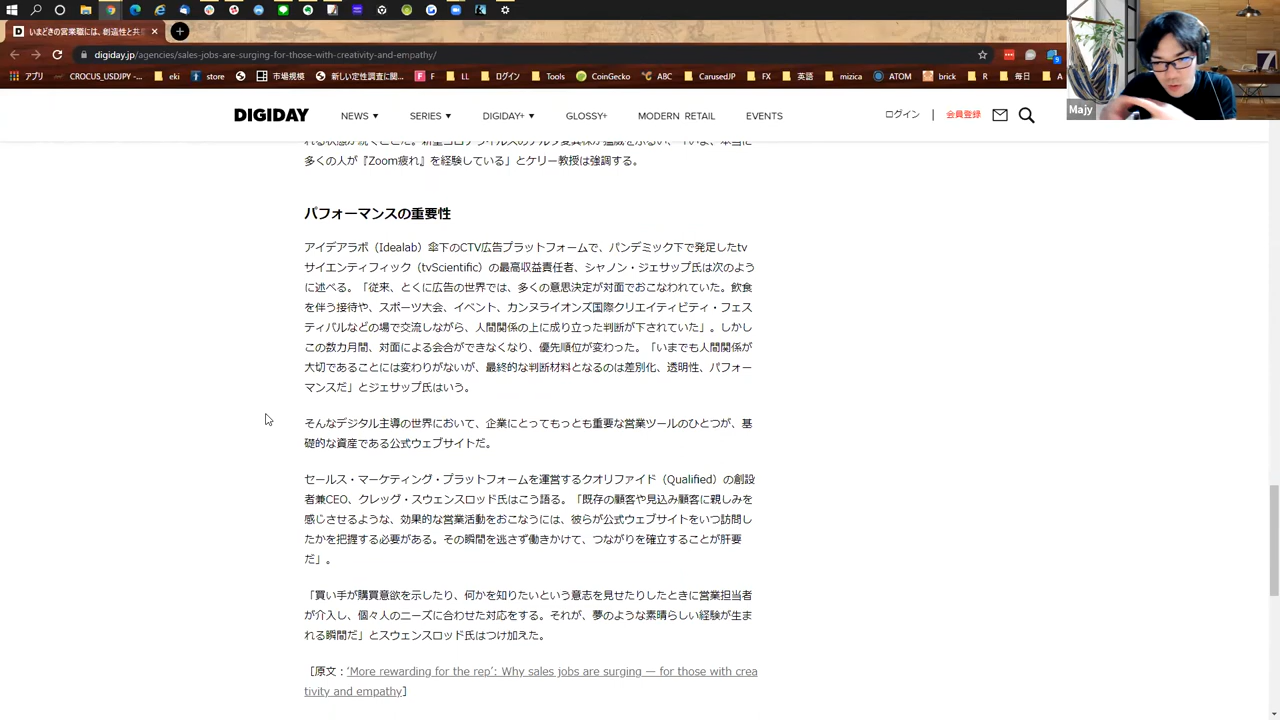 いまどきの営業職には、創造性と共
digiday.jp/agencies/sales-jobs-are-surging-for-those-with-creativity-and-empathy/
アプリ CROCUS_USDJPY -... eki store 市場規模 新しい定性調査に関... F LL ログイン Tools CoinGecko ABC CarusedJP FX 英語 mizica ATOM brick R 毎日 A
Majy
DIGIDAY NEWS SERIES DIGIDAY+ GLOSSY+ MODERN RETAIL EVENTS ログイン | 会員登録
多くの人が『Zoom疲れ』を経験している」とケリー教授は強調する。
パフォーマンスの重要性
アイデアラボ（Idealab）傘下のCTV広告プラットフォームで、パンデミック下で発足したtv
サイエンティフィック（tvScientific）の最高収益責任者、シャノン・ジェサップ氏は次のよう
に述べる。「従来、とくに広告の世界では、多くの意思決定が対面でおこなわれていた。飲食
を伴う接待や、スポーツ大会、イベント、カンヌライオンズ国際クリエイティビティ・フェス
ティバルなどの場で交流しながら、人間関係の上に成り立った判断が下されていた」。しかし
この数カ月間、対面による会合ができなくなり、優先順位が変わった。「いまでも人間関係が
大切であることには変わりがないが、最終的な判断材料となるのは差別化、透明性、パフォー
マンスだ」とジェサップ氏はいう。
そんなデジタル主導の世界において、企業にとってもっとも重要な営業ツールのひとつが、基
礎的な資産である公式ウェブサイトだ。
セールス・マーケティング・プラットフォームを運営するクオリファイド（Qualified）の創設
者兼CEO、クレッグ・スウェンスロッド氏はこう語る。「既存の顧客や見込み顧客に親しみを
感じさせるような、効果的な営業活動をおこなうには、彼らが公式ウェブサイトをいつ訪問し
たかを把握する必要がある。その瞬間を逃さず働きかけて、つながりを確立することが肝要
だ」。
「買い手が購買意欲を示したり、何かを知りたいという意志を見せたりしたときに営業担当者
が介入し、個々人のニーズに合わせた対応をする。それが、夢のような素晴らしい経験が生ま
れる瞬間だ」とスウェンスロッド氏はつけ加えた。
［原文：‘More rewarding for the rep’: Why sales jobs are surging — for those with crea
tivity and empathy］